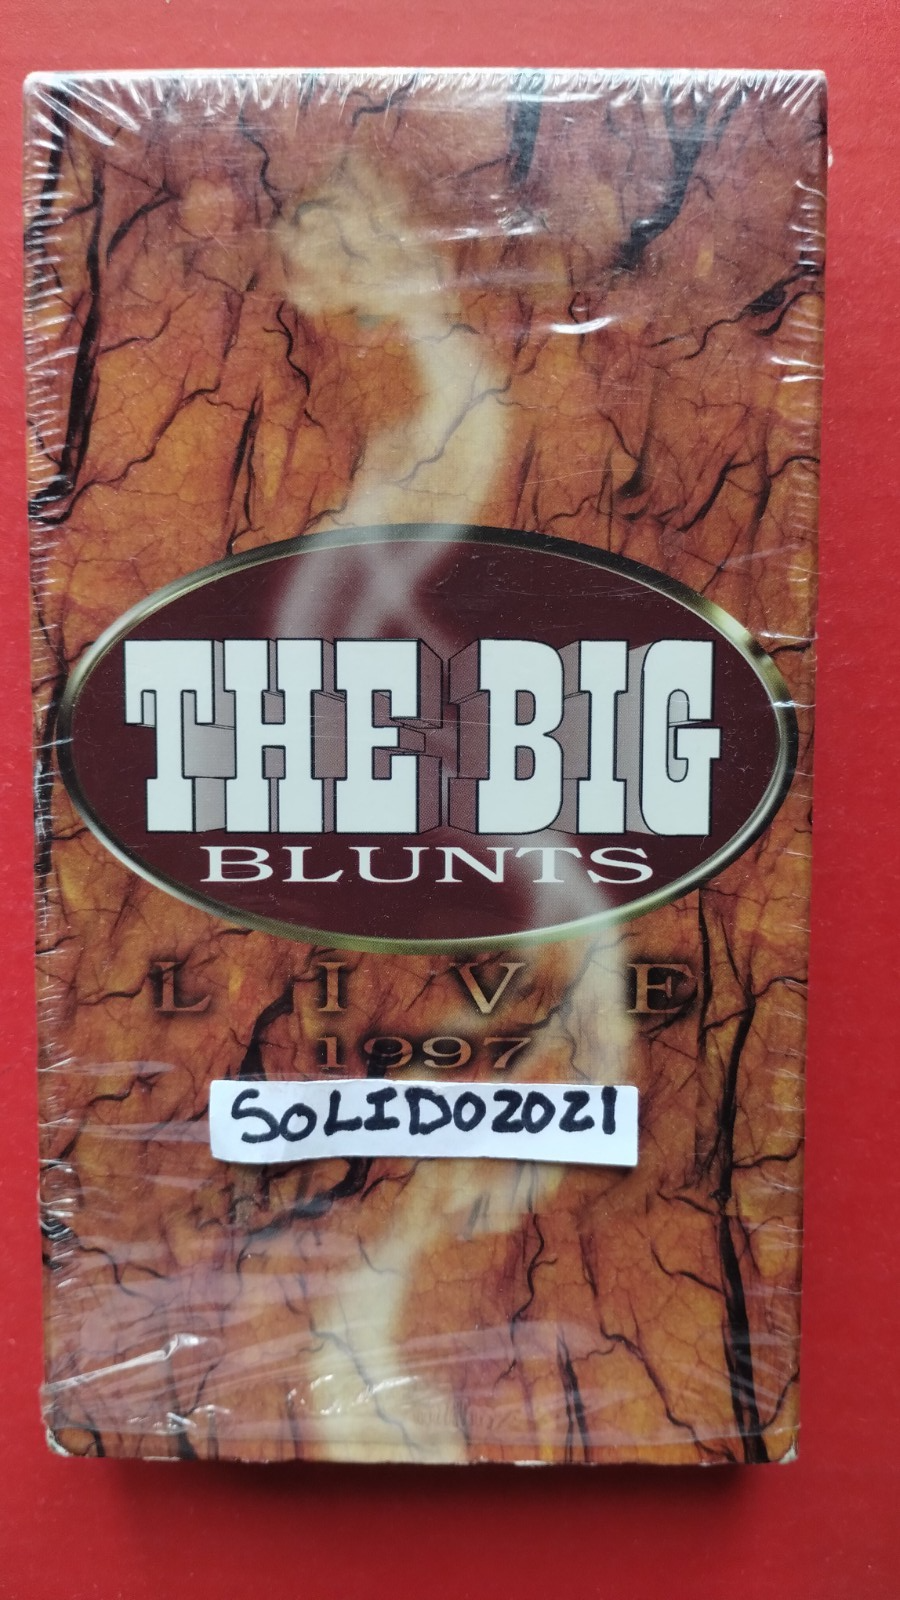 THE BIG
BLUNTS
LIVE
1997
SOLIDO2021